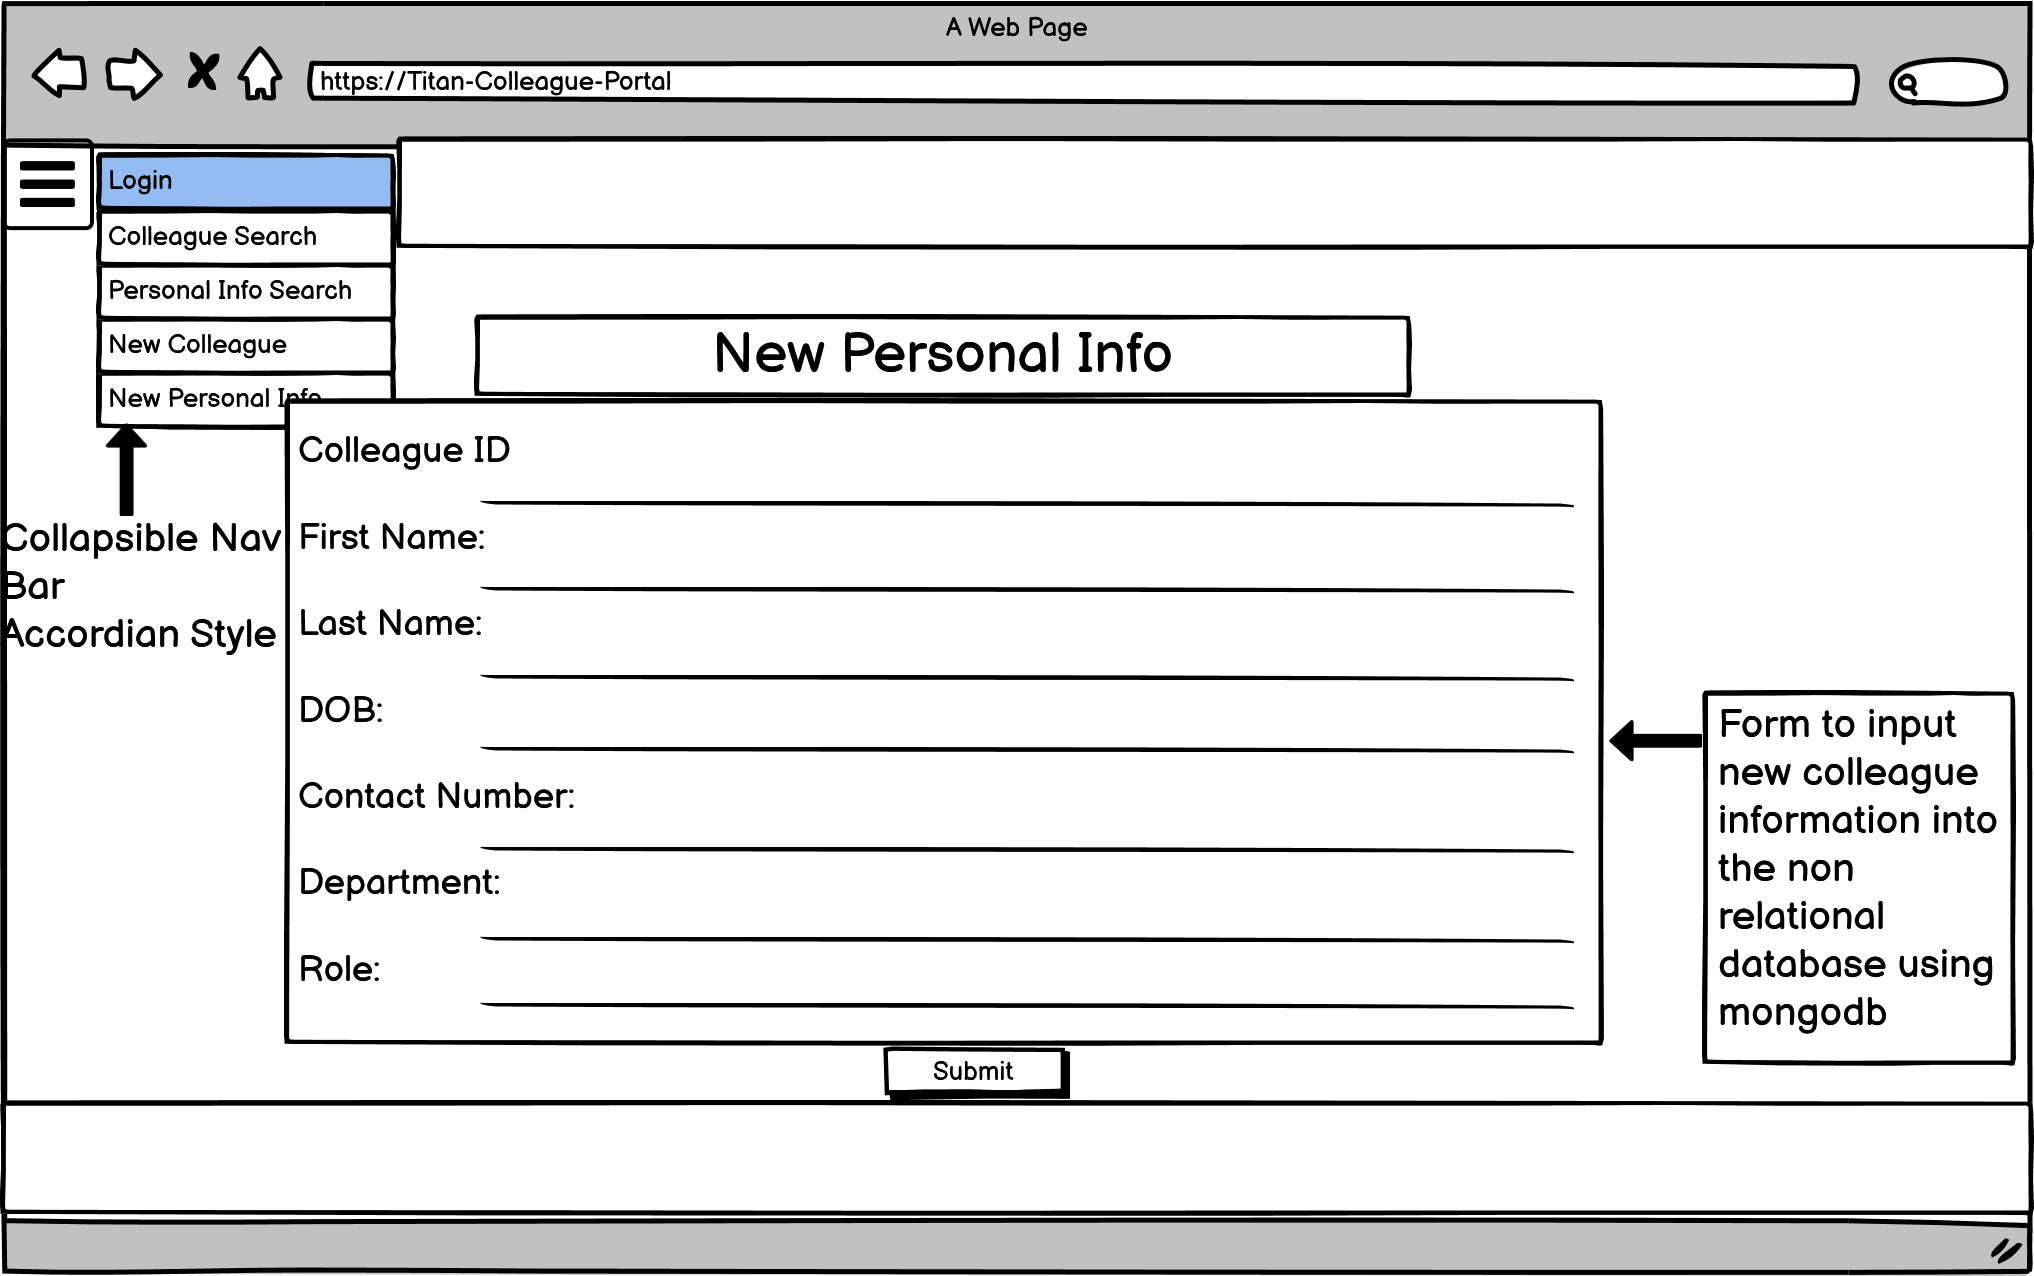 A Web Page
https://Titan-Colleague-Portal
Login
Colleague Search
Personal Info Search
New Colleague
New Personal Info
Collapsible Nav
Bar
Accordian Style
New Personal Info
Colleague ID
First Name:
Last Name:
DOB:
Contact Number:
Department:
Role:
Submit
Form to input
new colleague
information into
the non
relational
database using
mongodb